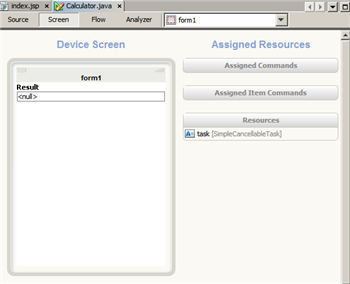 index.jsp Calculator.java
Source Screen Flow Analyzer form1
Device Screen
form1
Result
<null>
Assigned Resources
Assigned Commands
Assigned Item Commands
Resources
task [SimpleCancellableTask]